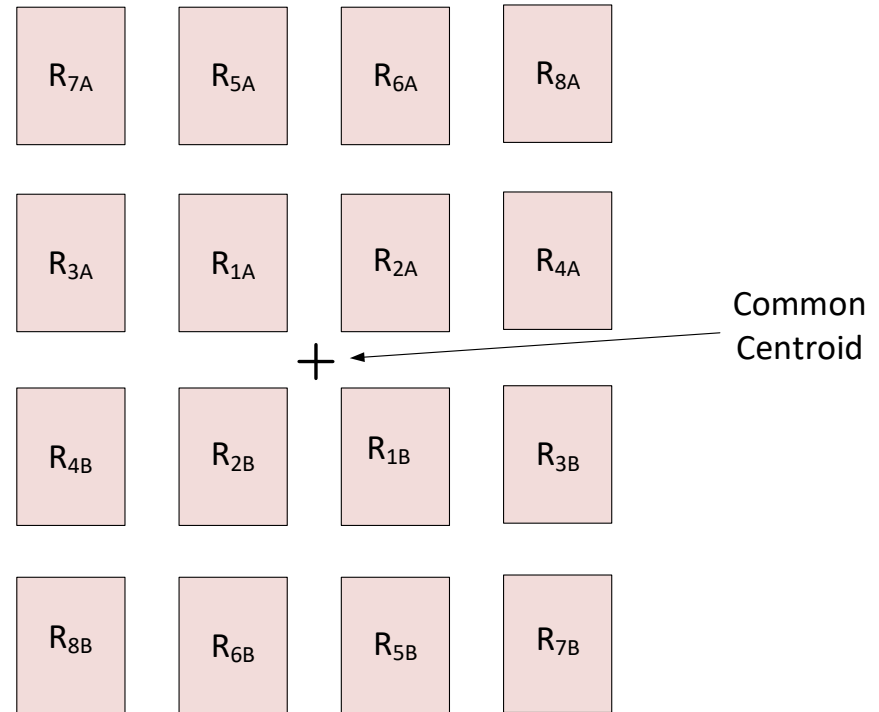 R7A R5A R6A R8A
R3A R1A R2A R4A
Common
Centroid
R4B R2B R1B R3B
R8B R6B R5B R7B